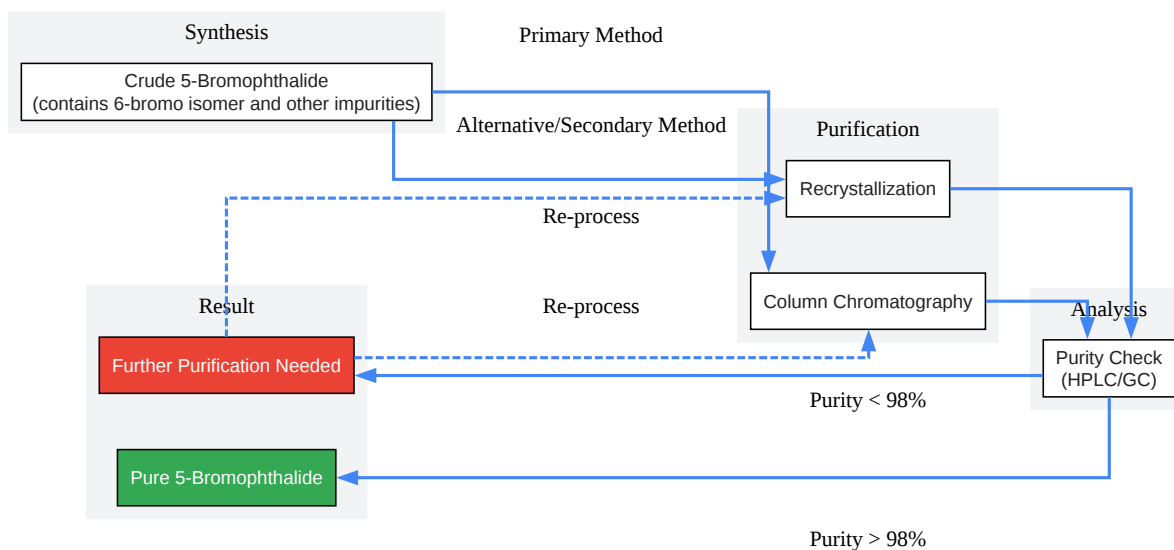 Synthesis
Primary Method
Crude 5-Bromophthalide
(contains 6-bromo isomer and other impurities)
Alternative/Secondary Method
Purification
Recrystallization
Re-process
Column Chromatography
Result
Re-process
Analysis
Further Purification Needed
Purity Check
(HPLC/GC)
Purity < 98%
Pure 5-Bromophthalide
Purity > 98%